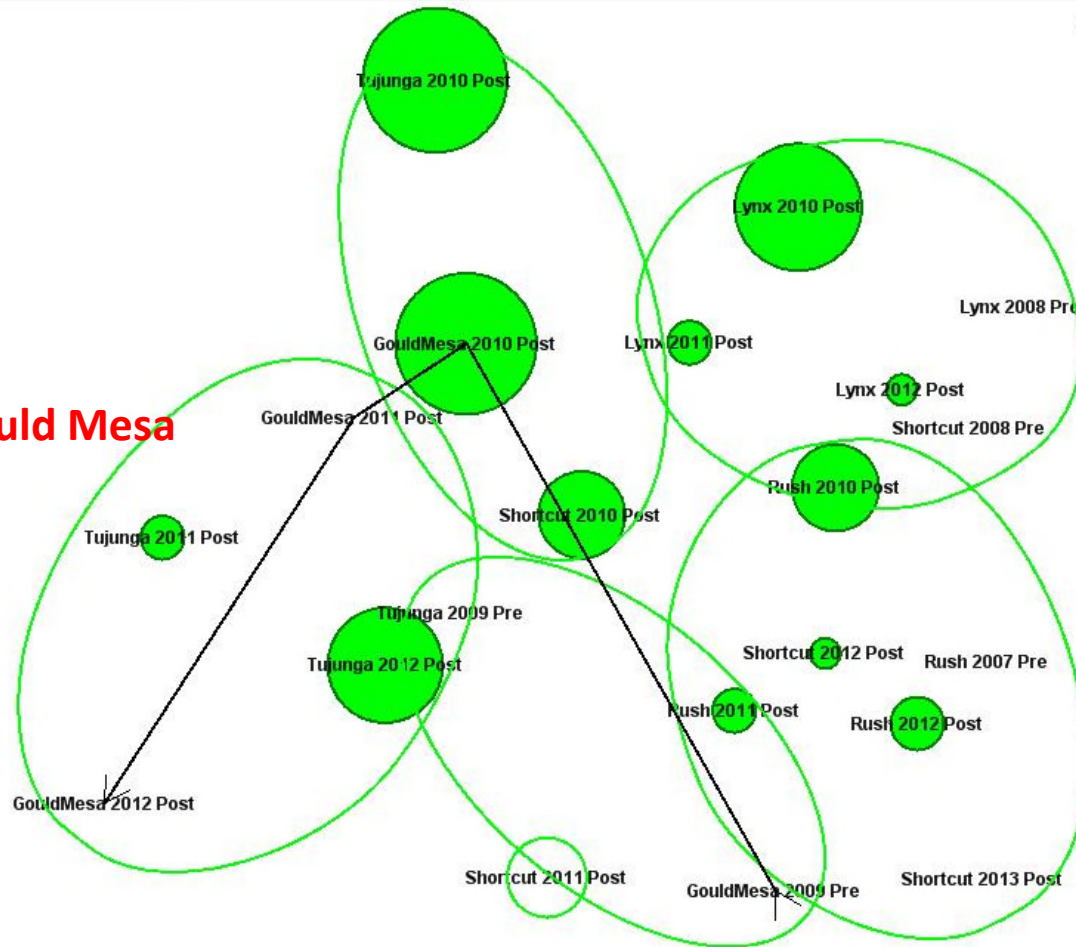 Tujunga 2010 Post
Lynx 2010 Post
Lynx 2008 Pre
GouldMesa 2010 Post
Lynx 2011 Post
Lynx 2012 Post
GouldMesa 2011 Post
uld Mesa
Shortcut 2008 Pre
Rush 2010 Post
Shortcut 2010 Post
Tujunga 2011 Post
Tujunga 2009 Pre
Shortcut 2012 Post
Rush 2007 Pre
Tujunga 2012 Post
Rush 2011 Post
Rush 2012 Post
GouldMesa 2012 Post
Shortcut 2011 Post
GouldMesa 2009 Pre
Shortcut 2013 Post